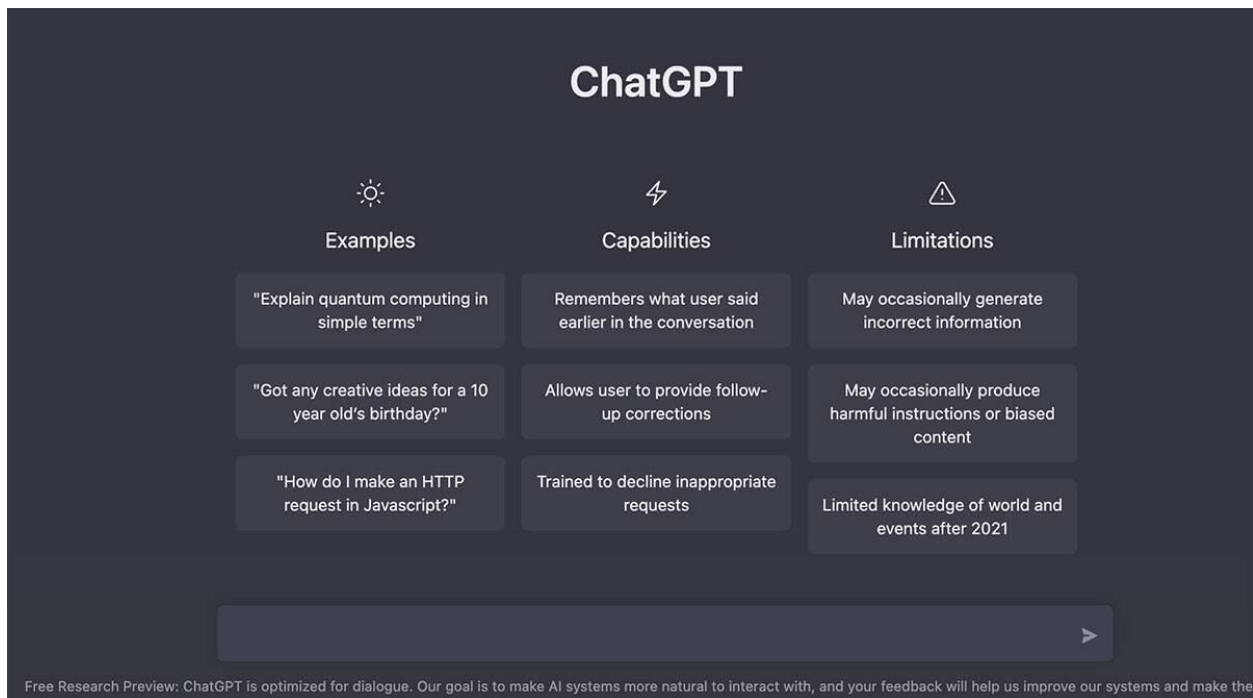 ChatGPT
Examples
"Explain quantum computing in
simple terms"
"Got any creative ideas for a 10
year old's birthday?"
"How do I make an HTTP
request in Javascript?"
Capabilities
Remembers what user said
earlier in the conversation
Allows user to provide follow-
up corrections
Trained to decline inappropriate
requests
Limitations
May occasionally generate
incorrect information
May occasionally produce
harmful instructions or biased
content
Limited knowledge of world and
events after 2021
Free Research Preview: ChatGPT is optimized for dialogue. Our goal is to make AI systems more natural to interact with, and your feedback will help us improve our systems and make the